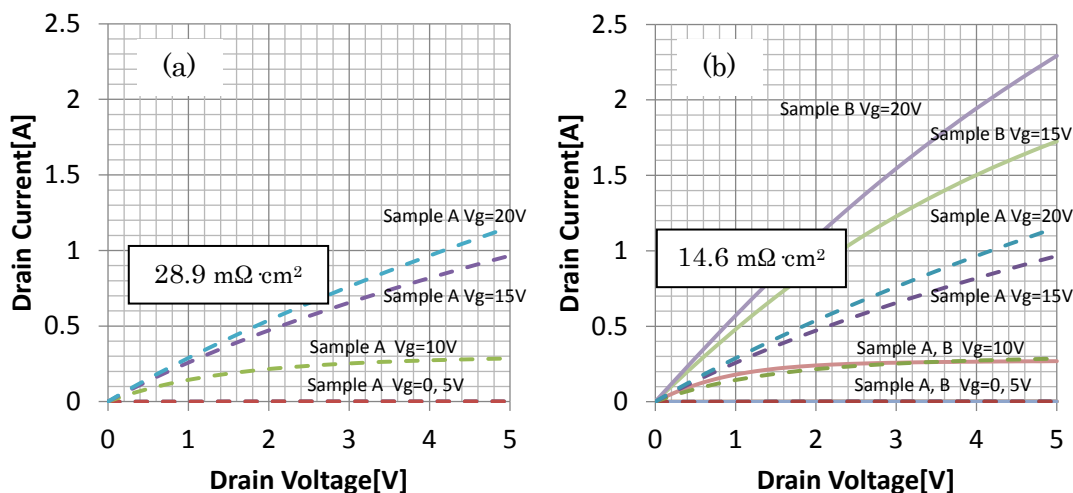 2.5
2
1.5
1
0.5
0
Drain Current[A]
(a)
Sample A Vg=20V
28.9 mΩ·cm²
Sample A Vg=15V
Sample A  Vg=10V
Sample A  Vg=0, 5V
0 1 2 3 4 5
Drain Voltage[V]
2.5
2
1.5
1
0.5
0
Drain Current[A]
(b)
Sample B Vg=20V
Sample B Vg=15V
Sample A Vg=20V
14.6 mΩ·cm²
Sample A Vg=15V
Sample A, B  Vg=10V
Sample A, B  Vg=0, 5V
0 1 2 3 4 5
Drain Voltage[V]